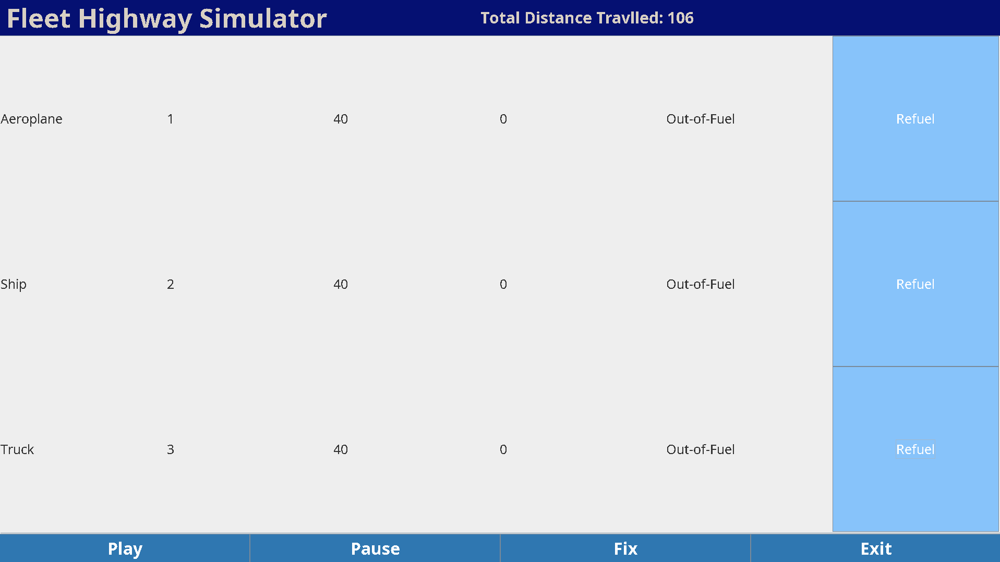 Fleet Highway Simulator Total Distance Travlled: 106
Aeroplane 1 40 0 Out-of-Fuel Refuel
Ship 2 40 0 Out-of-Fuel Refuel
Truck 3 40 0 Out-of-Fuel Refuel
Play Pause Fix Exit